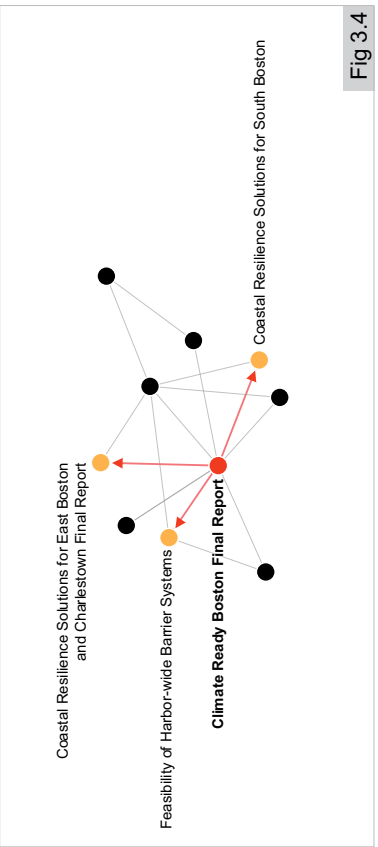 Coastal Resilience Solutions for East Boston
and Charlestown Final Report
Feasibility of Harbor-wide Barrier Systems
Climate Ready Boston Final Report
Coastal Resilience Solutions for South Boston
Fig 3.4